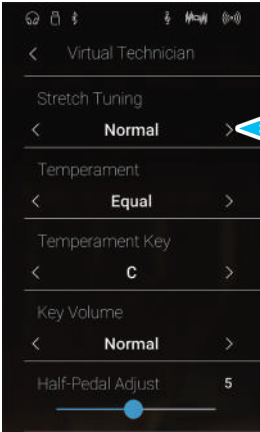 Virtual Technician
Stretch Tuning
Normal
Temperament
Equal
Temperament Key
C
Key Volume
Normal
Half-Pedal Adjust 5